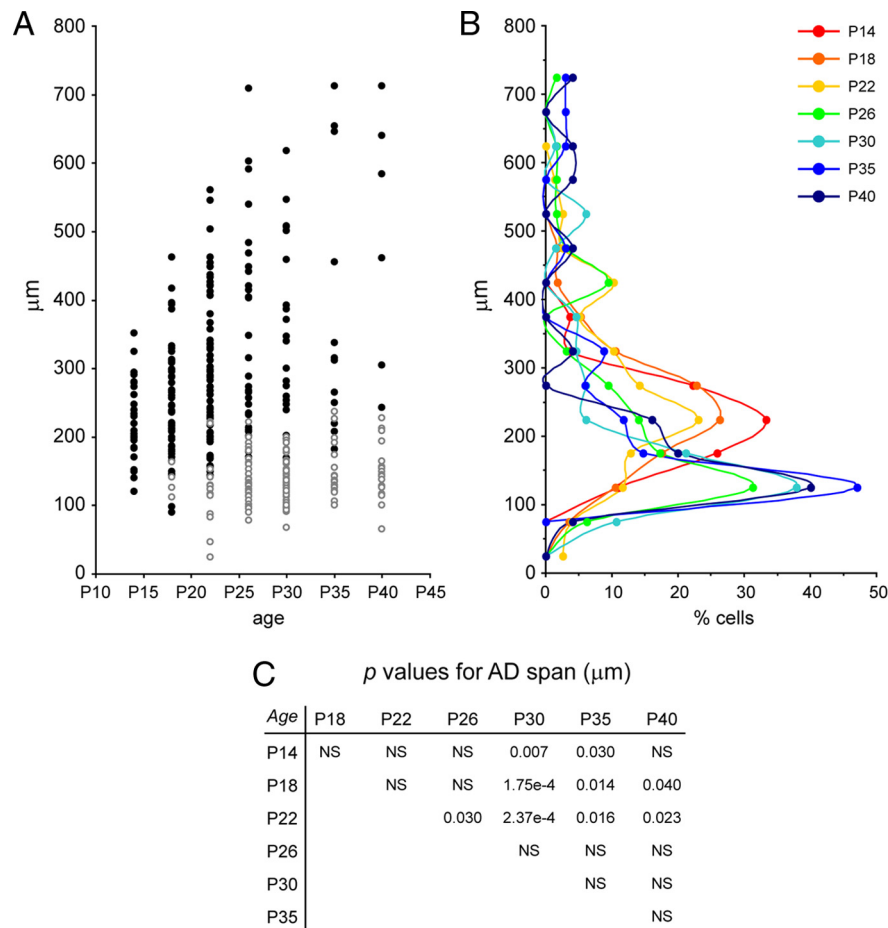 A
800
700
600
500
400
300
200
100
0
μm
P10 P15 P20 P25 P30 P35 P40 P45
age
B
800
700
600
500
400
300
200
100
0
μm
0 10 20 30 40 50
% cells
P14
P18
P22
P26
P30
P35
P40
C p values for AD span (μm)
Age P18 P22 P26 P30 P35 P40
P14 NS NS NS 0.007 0.030 NS
P18 NS NS 1.75e-4 0.014 0.040
P22 0.030 2.37e-4 0.016 0.023
P26 NS NS NS
P30 NS NS
P35 NS